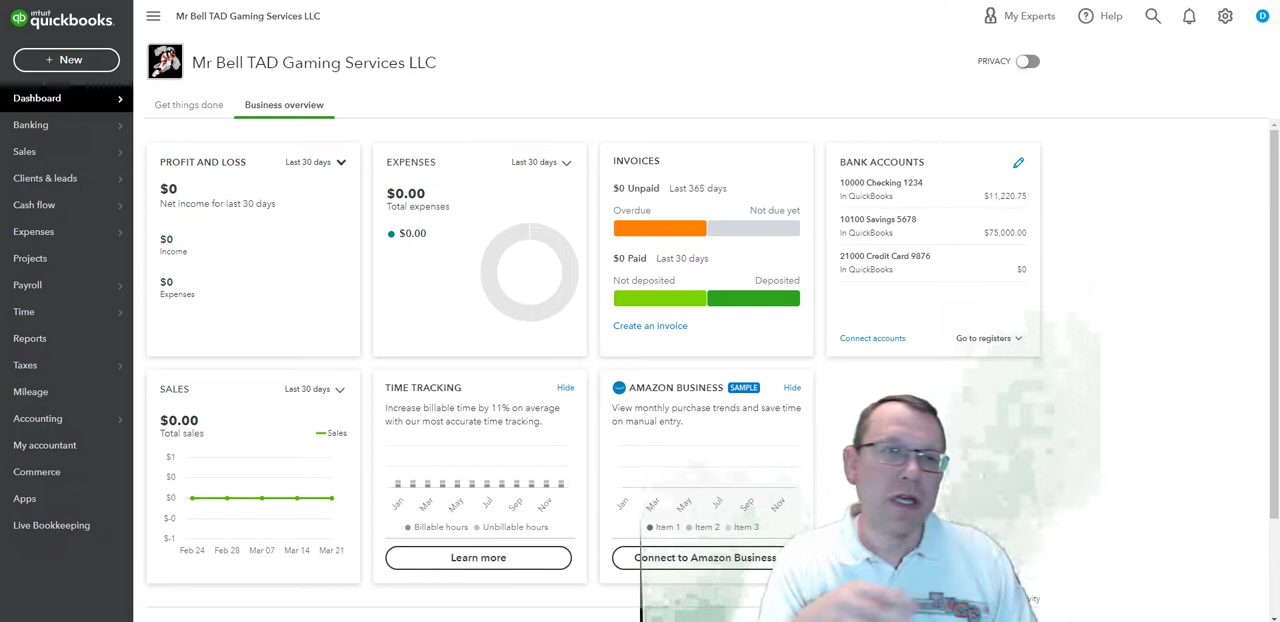 intuit
quickbooks.
+ New
Dashboard
Banking
Sales
Clients & leads
Cash flow
Expenses
Projects
Payroll
Time
Reports
Taxes
Mileage
Accounting
My accountant
Commerce
Apps
Live Bookkeeping
Mr Bell TAD Gaming Services LLC
My Experts
Help
D
Mr Bell TAD Gaming Services LLC
PRIVACY
Get things done
Business overview
PROFIT AND LOSS
Last 30 days
$0
Net income for last 30 days
$0
Income
$0
Expenses
EXPENSES
Last 30 days
$0.00
Total expenses
$0.00
INVOICES
$0 Unpaid Last 365 days
Overdue
Not due yet
$0 Paid Last 30 days
Not deposited
Deposited
Create an invoice
BANK ACCOUNTS
10000 Checking 1234
In QuickBooks
$11,220.75
10100 Savings 5678
In QuickBooks
$75,000.00
21000 Credit Card 9876
In QuickBooks
$0
Connect accounts
Go to registers
SALES
Last 30 days
$0.00
Total sales
Sales
$1
$0
$0
$-0
$-1
Feb 24 Feb 28 Mar 07 Mar 14 Mar 21
TIME TRACKING
Hide
Increase billable time by 11% on average
with our most accurate time tracking.
Jan Mar May Jul Sep Nov
Billable hours Unbillable hours
Learn more
AMAZON BUSINESS SAMPLE
Hide
View monthly purchase trends and save time
on manual entry.
Jan Mar May Jul Sep Nov
Item 1 Item 2 Item 3
Connect to Amazon Business